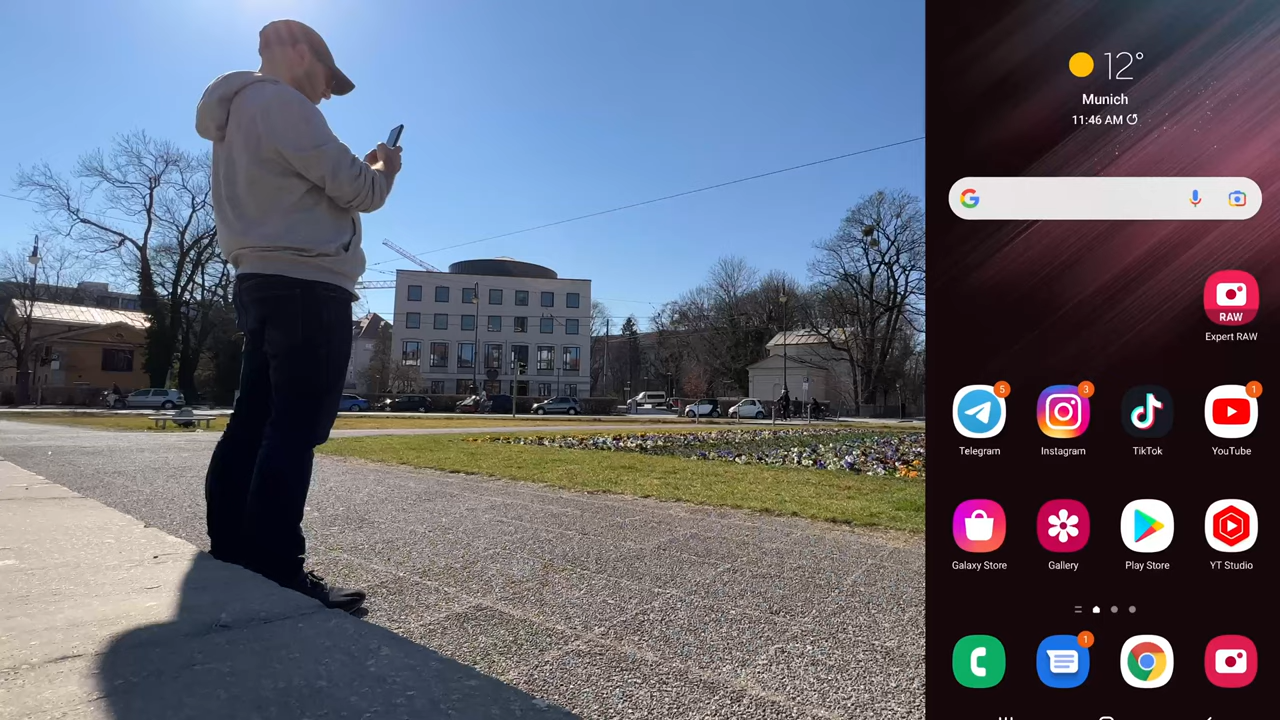 12°
Munich
11:46 AM
RAW
Expert RAW
5
3
1
Telegram
Instagram
TikTok
YouTube
Galaxy Store
Gallery
Play Store
YT Studio
1